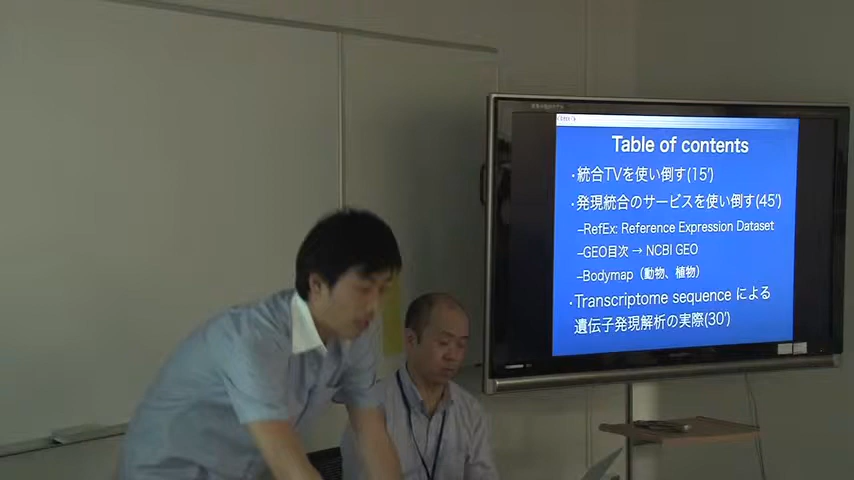 Table of contents
・統合TVを使い倒す(15')
・発現統合のサービスを使い倒す(45')
–RefEx: Reference Expression Dataset
–GEO目次 → NCBI GEO
–Bodymap（動物、植物）
・Transcriptome sequence による
遺伝子発現解析の実際(30')